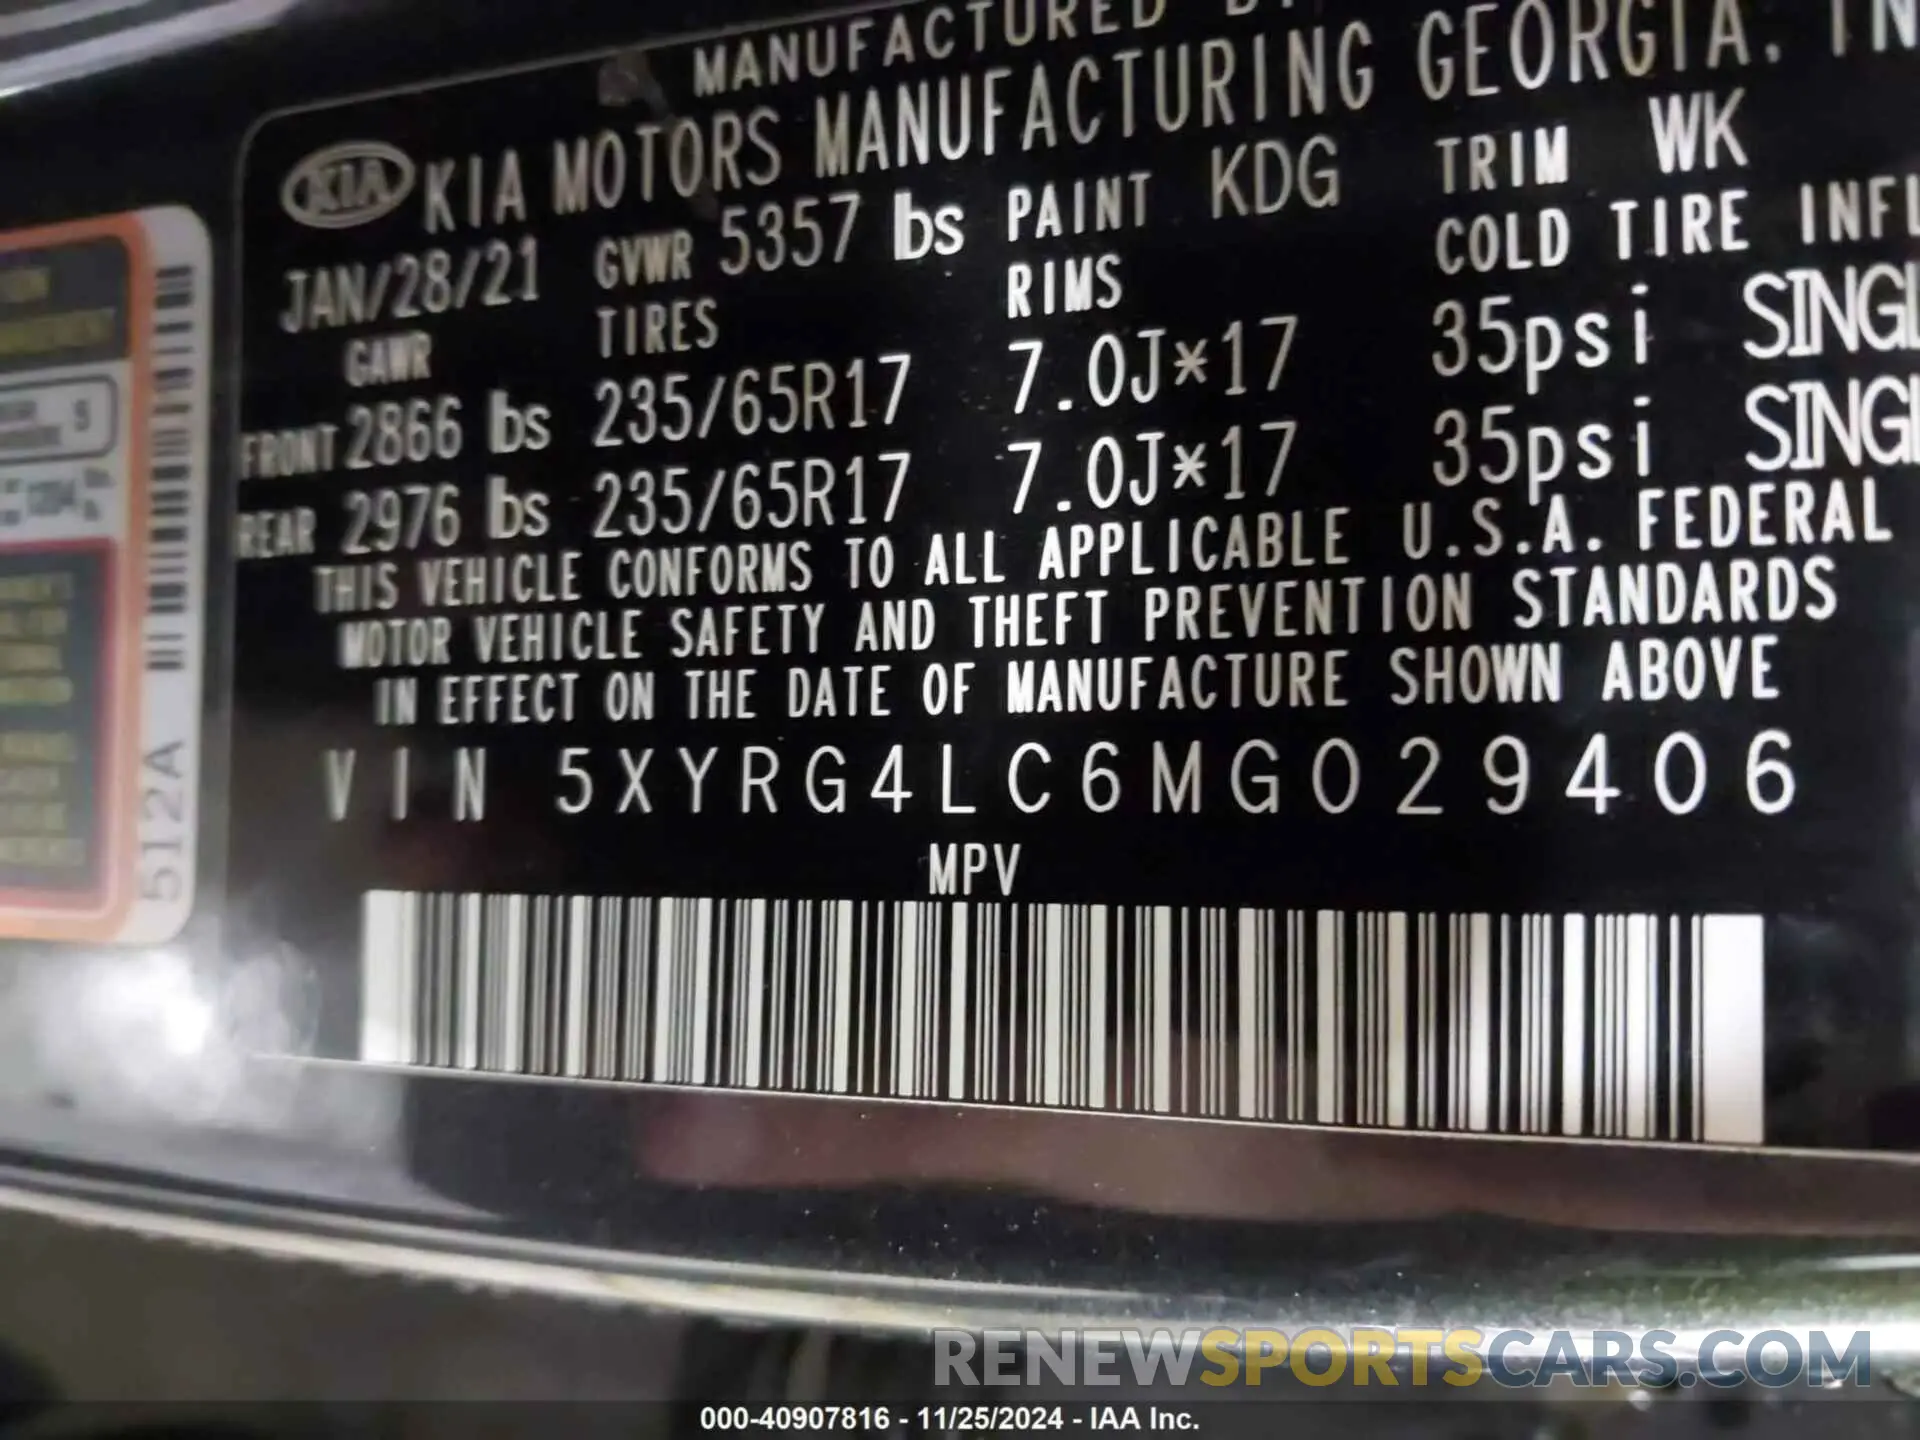 MANUFACTURED
KIA KIA MOTORS MANUFACTURING GEORGIA, IN
JAN/28/21 GVWR 5357 lbs PAINT KDG TRIM WK
GAWR TIRES RIMS COLD TIRE INFL
FRONT 2866 lbs 235/65R17 7.0J*17 35psi SINGL
REAR 2976 lbs 235/65R17 7.0J*17 35psi SINGL
THIS VEHICLE CONFORMS TO ALL APPLICABLE U.S.A. FEDERAL
MOTOR VEHICLE SAFETY AND THEFT PREVENTION STANDARDS
IN EFFECT ON THE DATE OF MANUFACTURE SHOWN ABOVE
VIN 5XYRG4LC6MG029406
MPV
512A
RENEWSPORTSCARS.COM
000-40907816 - 11/25/2024 - IAA Inc.